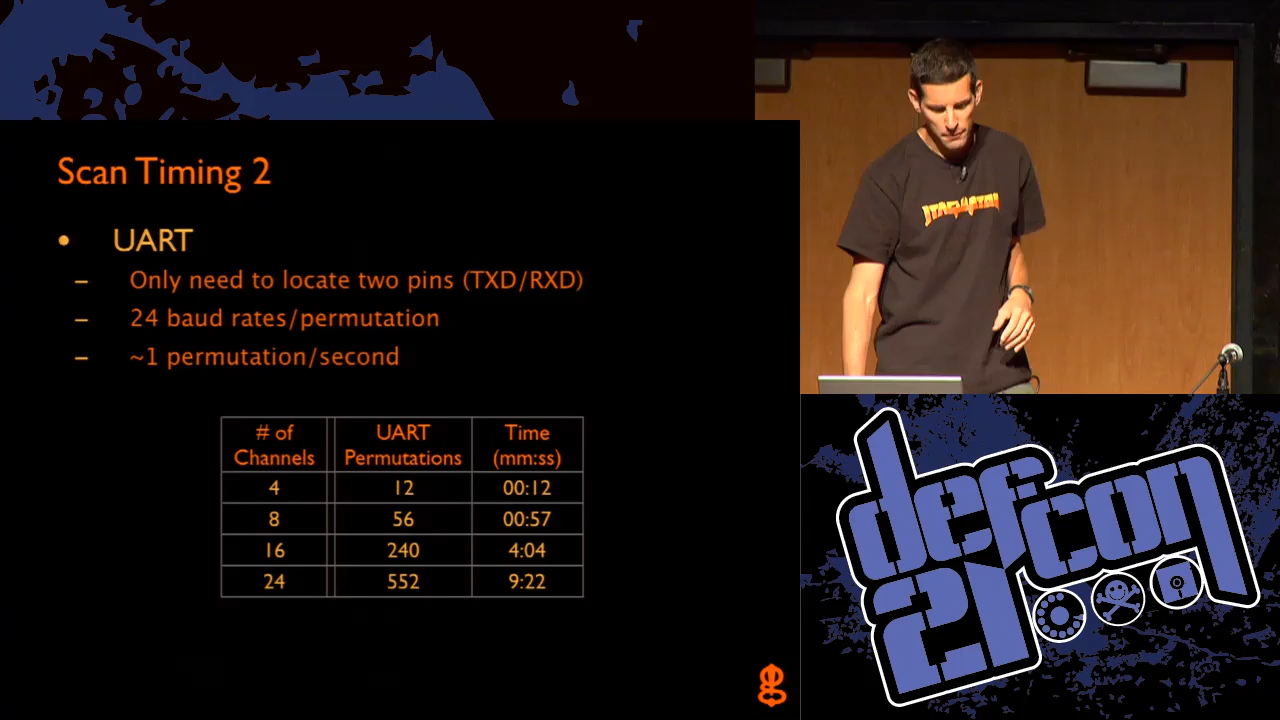 Scan Timing 2
• UART
– Only need to locate two pins (TXD/RXD)
– 24 baud rates/permutation
– ~1 permutation/second
# of Channels UART Permutations Time (mm:ss)
4 12 00:12
8 56 00:57
16 240 4:04
24 552 9:22
defcon
21